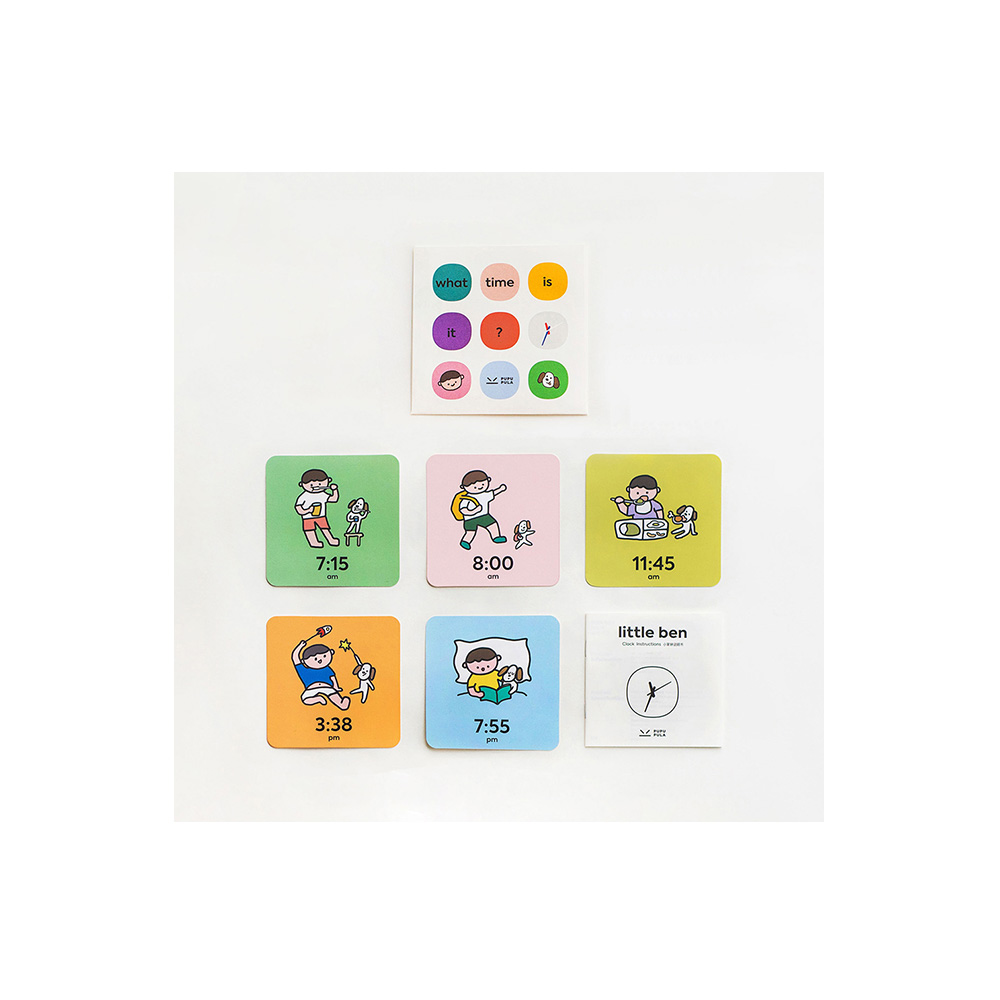 what time is
it ?
PUPU
PULA
7:15
am
8:00
am
11:45
am
3:38
pm
7:55
pm
little ben
Clock Instructions
PUPU
PULA